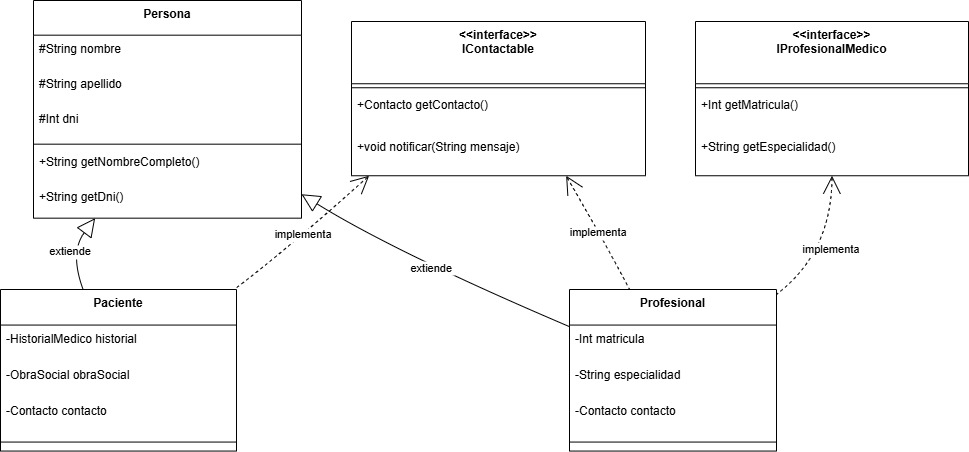 Persona
#String nombre
#String apellido
#Int dni
+String getNombreCompleto()
+String getDni()
<<interface>>
IContactable
+Contacto getContacto()
+void notificar(String mensaje)
<<interface>>
IProfesionalMedico
+Int getMatricula()
+String getEspecialidad()
extiende
implementa
extiende
implementa
implementa
Paciente
-HistorialMedico historial
-ObraSocial obraSocial
-Contacto contacto
Profesional
-Int matricula
-String especialidad
-Contacto contacto